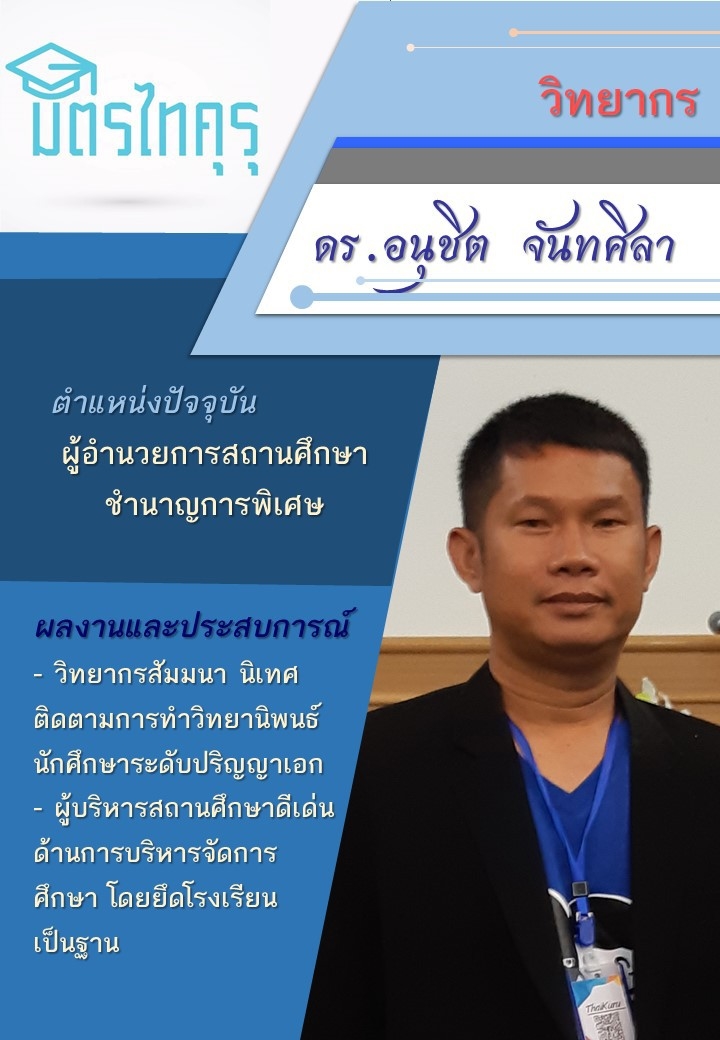 มิตรไทคุรุ
วิทยากร
ดร.อนุชิต จันทศิลา
ตำแหน่งปัจจุบัน
ผู้อำนวยการสถานศึกษา
ชำนาญการพิเศษ
ผลงานและประสบการณ์
- วิทยากรสัมมนา นิเทศ
ติดตามการทำวิทยานิพนธ์
นักศึกษาระดับปริญญาเอก
- ผู้บริหารสถานศึกษาดีเด่น
ด้านการบริหารจัดการ
ศึกษา โดยยึดโรงเรียน
เป็นฐาน
ThaiKuru